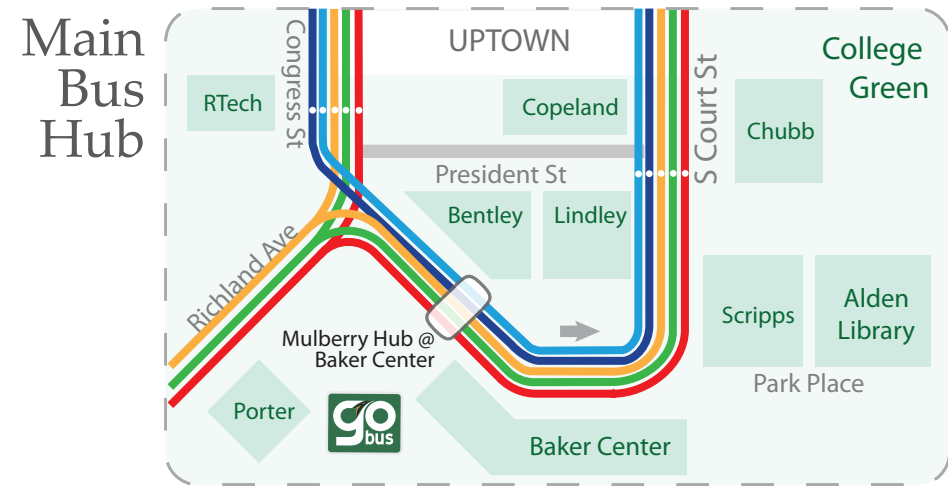 Main
Bus
Hub
UPTOWN
College
Green
Congress St
S Court St
RTech
Copeland
Chubb
President St
Bentley
Lindley
Richland Ave
Scripps
Alden
Library
Mulberry Hub @
Baker Center
Park Place
Porter
go
bus
Baker Center